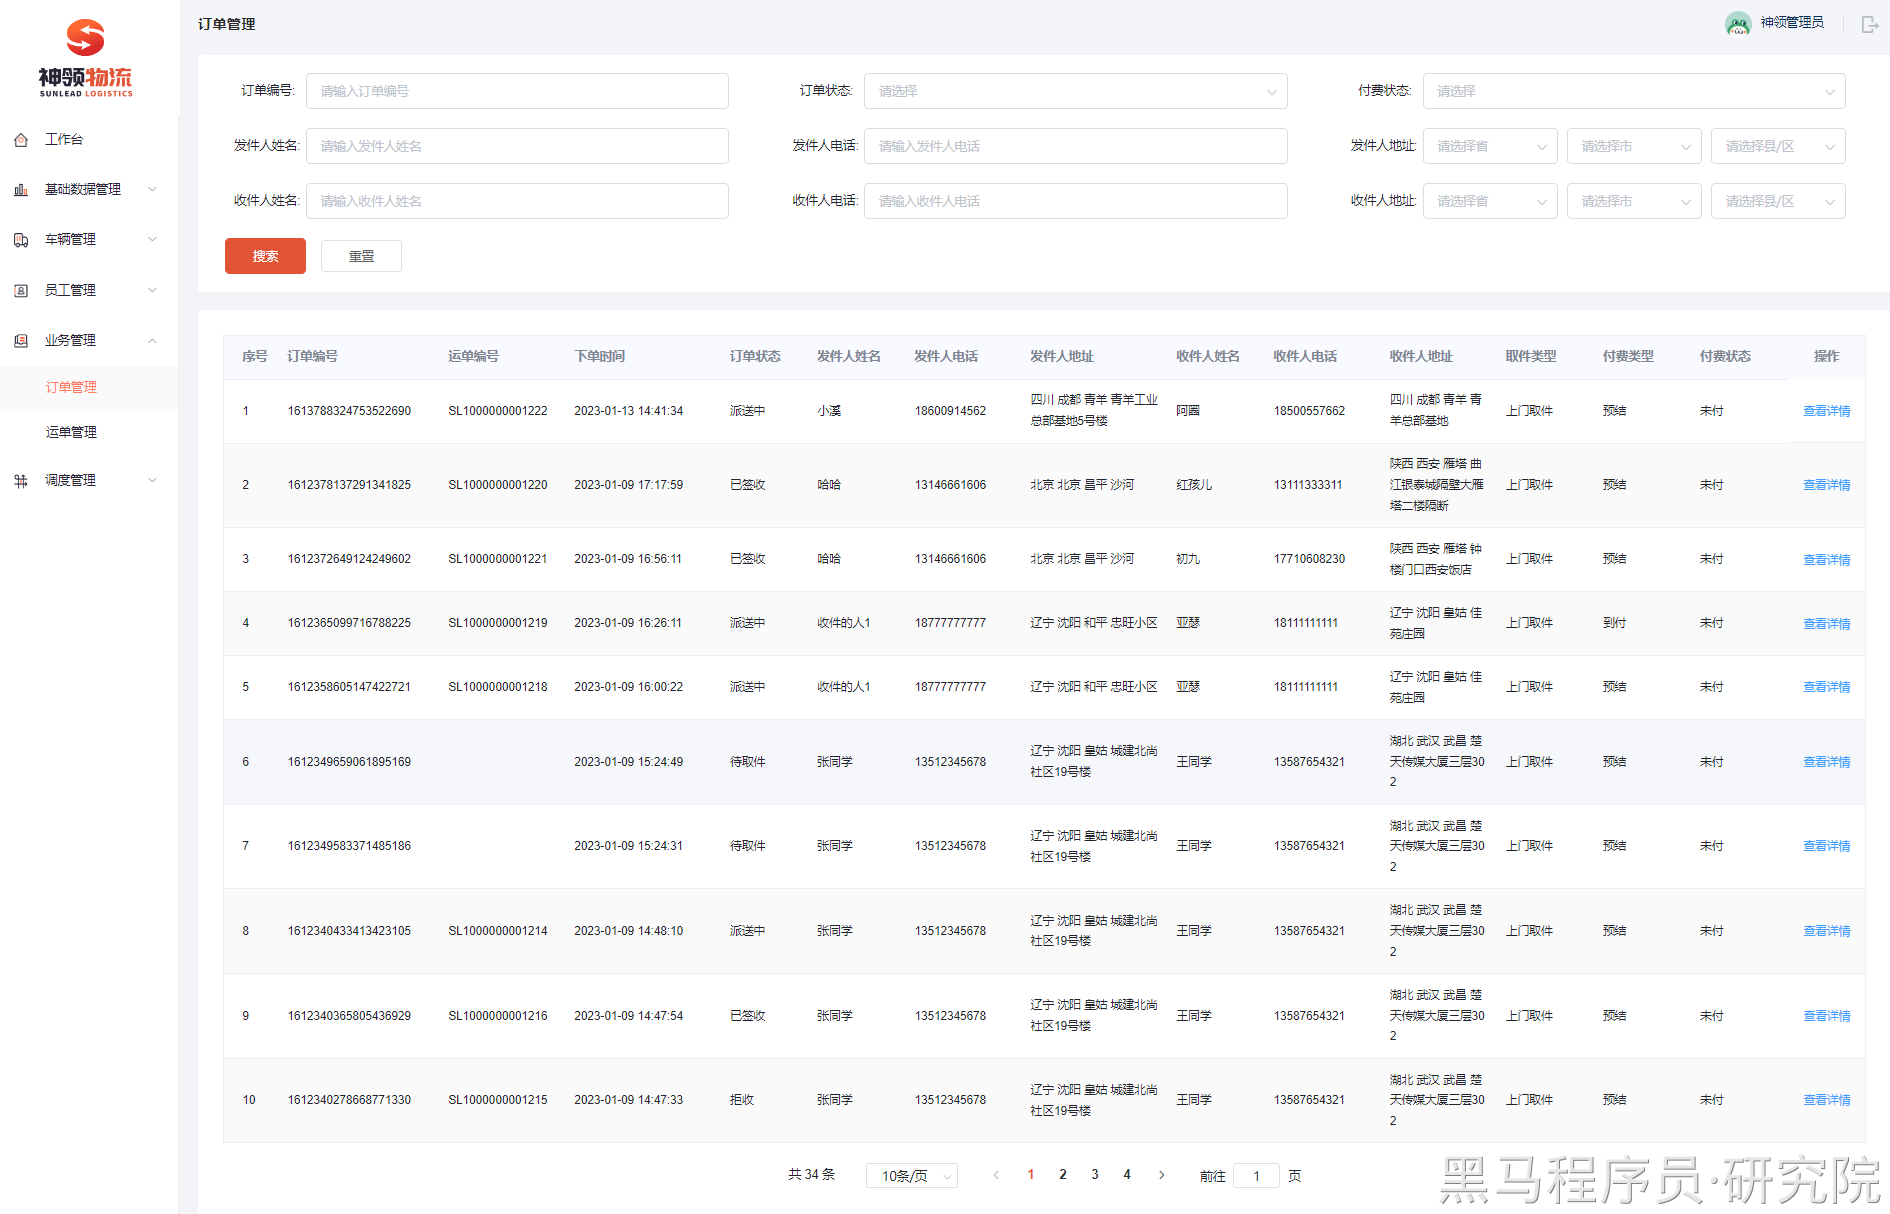 神领物流
SUNLEAD LOGISTICS
工作台
基础数据管理
车辆管理
员工管理
业务管理
订单管理
运单管理
调度管理
订单管理
神领管理员
订单编号: 请输入订单编号 订单状态: 请选择 付费状态: 请选择
发件人姓名: 请输入发件人姓名 发件人电话: 请输入发件人电话 发件人地址: 请选择省 请选择市 请选择县/区
收件人姓名: 请输入收件人姓名 收件人电话: 请输入收件人电话 收件人地址: 请选择省 请选择市 请选择县/区
搜索 重置
序号 订单编号 运单编号 下单时间 订单状态 发件人姓名 发件人电话 发件人地址 收件人姓名 收件人电话 收件人地址 取件类型 付费类型 付费状态 操作
1 1613788324753522690 SL1000000001222 2023-01-13 14:41:34 派送中 小溪 18600914562 四川 成都 青羊 青羊工业总部基地5号楼 阿圆 18500557662 四川 成都 青羊 青羊总部基地 上门取件 预结 未付 查看详情
2 1612378137291341825 SL1000000001220 2023-01-09 17:17:59 已签收 哈哈 13146661606 北京 北京 昌平 沙河 红孩儿 13111333311 陕西 西安 雁塔 曲江银泰城隔壁大雁塔二楼隔断 上门取件 预结 未付 查看详情
3 1612372649124249602 SL1000000001221 2023-01-09 16:56:11 已签收 哈哈 13146661606 北京 北京 昌平 沙河 初九 17710608230 陕西 西安 雁塔 钟楼门口西安饭店 上门取件 预结 未付 查看详情
4 1612365099716788225 SL1000000001219 2023-01-09 16:26:11 派送中 收件的人1 18777777777 辽宁 沈阳 和平 忠旺小区 亚瑟 18111111111 辽宁 沈阳 皇姑 佳苑庄园 上门取件 到付 未付 查看详情
5 1612358605147422721 SL1000000001218 2023-01-09 16:00:22 派送中 收件的人1 18777777777 辽宁 沈阳 和平 忠旺小区 亚瑟 18111111111 辽宁 沈阳 皇姑 佳苑庄园 上门取件 预结 未付 查看详情
6 1612349659061895169 2023-01-09 15:24:49 待取件 张同学 13512345678 辽宁 沈阳 皇姑 城建北尚社区19号楼 王同学 13587654321 湖北 武汉 武昌 楚天传媒大厦三层302 上门取件 预结 未付 查看详情
7 1612349583371485186 2023-01-09 15:24:31 待取件 张同学 13512345678 辽宁 沈阳 皇姑 城建北尚社区19号楼 王同学 13587654321 湖北 武汉 武昌 楚天传媒大厦三层302 上门取件 预结 未付 查看详情
8 1612340433413423105 SL1000000001214 2023-01-09 14:48:10 派送中 张同学 13512345678 辽宁 沈阳 皇姑 城建北尚社区19号楼 王同学 13587654321 湖北 武汉 武昌 楚天传媒大厦三层302 上门取件 预结 未付 查看详情
9 1612340365805436929 SL1000000001216 2023-01-09 14:47:54 已签收 张同学 13512345678 辽宁 沈阳 皇姑 城建北尚社区19号楼 王同学 13587654321 湖北 武汉 武昌 楚天传媒大厦三层302 上门取件 预结 未付 查看详情
10 1612340278668771330 SL1000000001215 2023-01-09 14:47:33 拒收 张同学 13512345678 辽宁 沈阳 皇姑 城建北尚社区19号楼 王同学 13587654321 湖北 武汉 武昌 楚天传媒大厦三层302 上门取件 预结 未付 查看详情
共 34 条 10条/页 1 2 3 4 前往 1 页
黑马程序员·研究院